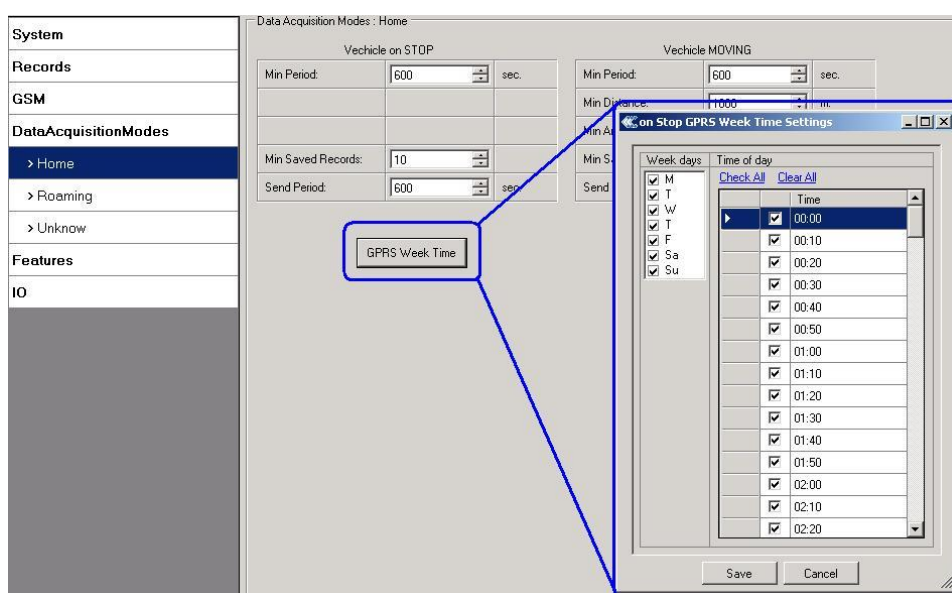 System
Records
GSM
DataAcquisitionModes
> Home
> Roaming
> Unknow
Features
IO
Data Acquisition Modes : Home
Vechicle on STOP
Min Period: 600 sec.
Min Saved Records: 10
Send Period: 600 sec.
GPRS Week Time
Vechicle MOVING
Min Period: 600 sec.
Min Distance: 1000 m.
Min A
Min S
Send
on Stop GPRS Week Time Settings
Week days
M
T
W
T
F
Sa
Su
Time of day
Check All Clear All
Time
00:00
00:10
00:20
00:30
00:40
00:50
01:00
01:10
01:20
01:30
01:40
01:50
02:00
02:10
02:20
Save Cancel